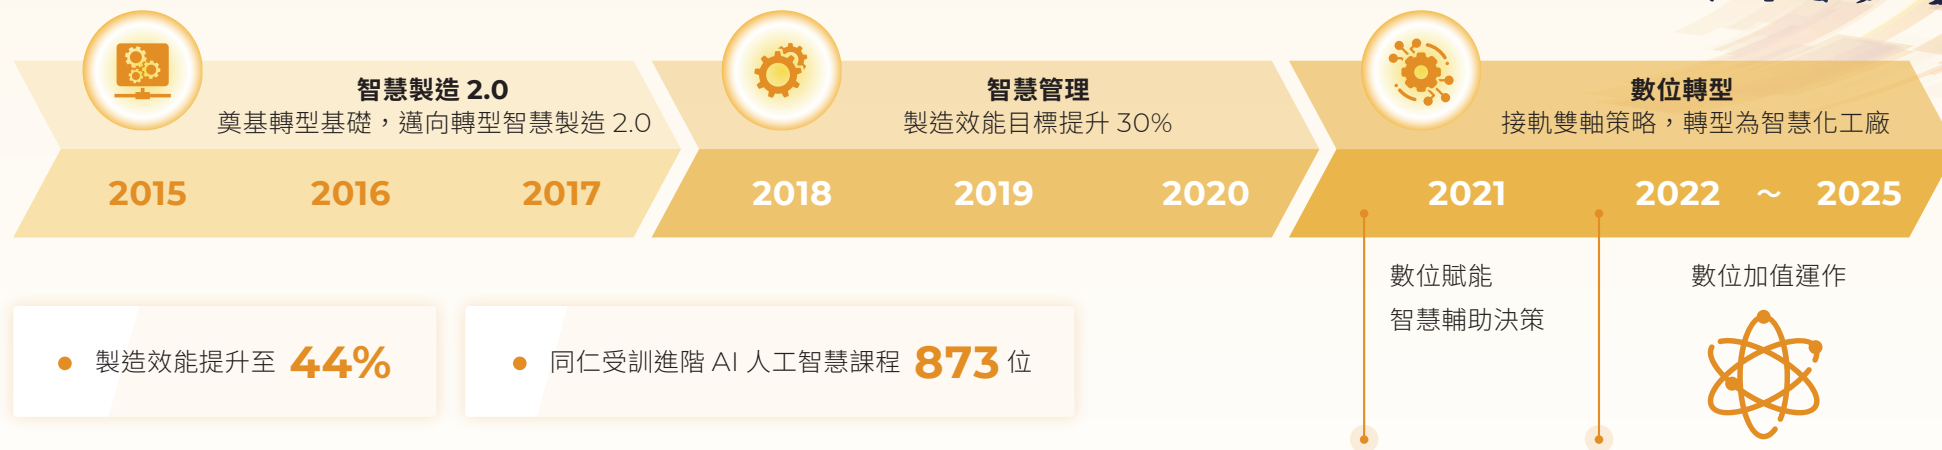 智慧製造 2.0
奠基轉型基礎，邁向轉型智慧製造 2.0
智慧管理
製造效能目標提升 30%
數位轉型
接軌雙軸策略，轉型為智慧化工廠
2015 2016 2017 2018 2019 2020 2021 2022 ～ 2025
數位賦能
智慧輔助決策
數位加值運作
製造效能提升至 44%
同仁受訓進階 AI 人工智慧課程 873 位